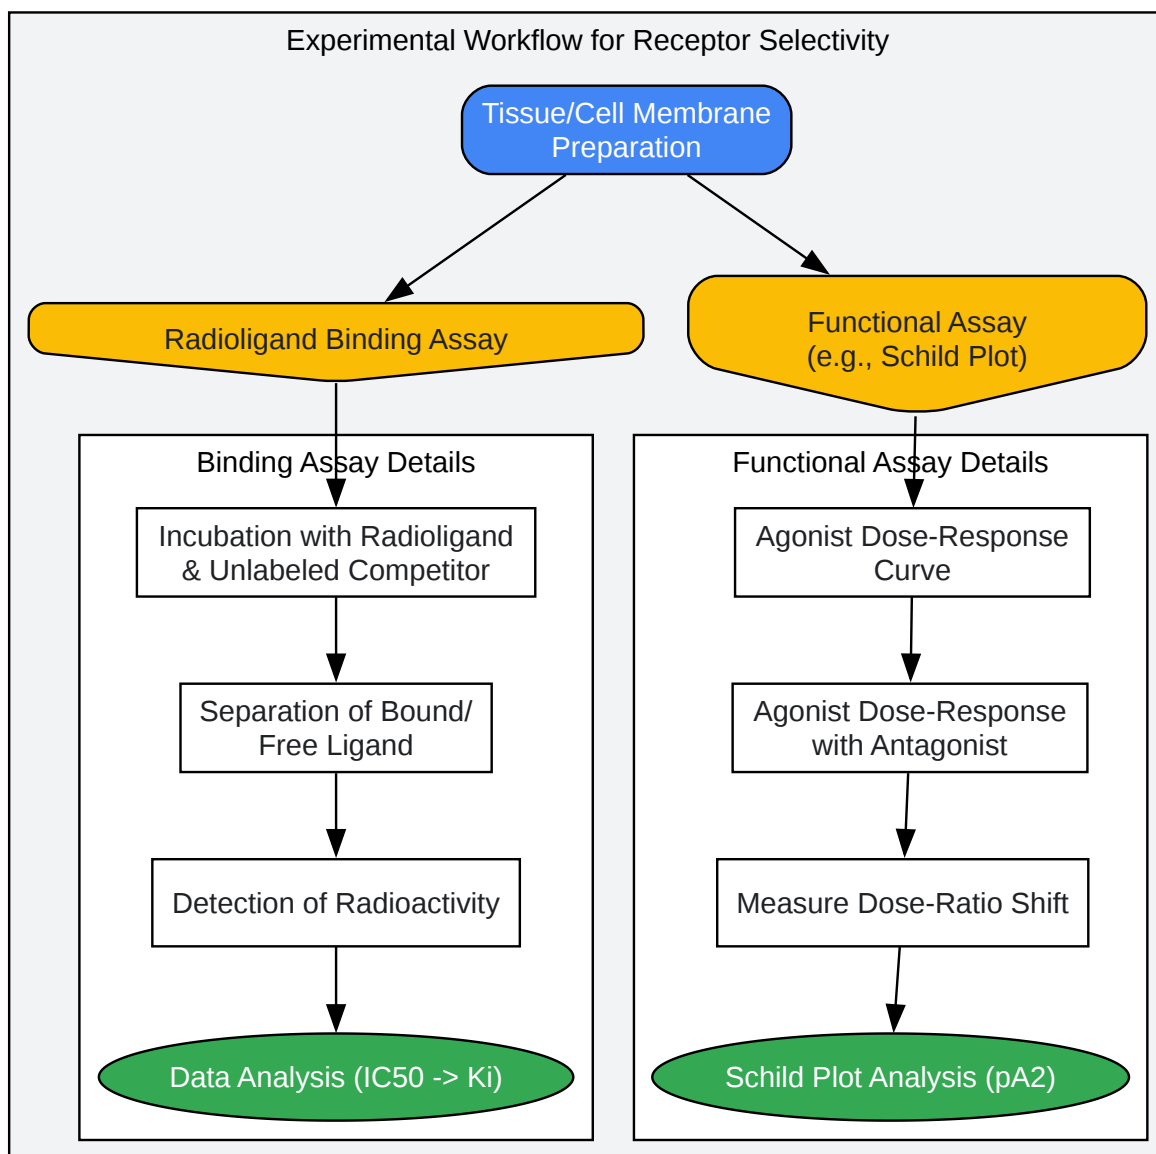 Experimental Workflow for Receptor Selectivity
Tissue/Cell Membrane
Preparation
Radioligand Binding Assay
Functional Assay
(e.g., Schild Plot)
Binding Assay Details
Incubation with Radioligand
& Unlabeled Competitor
Separation of Bound/
Free Ligand
Detection of Radioactivity
Data Analysis (IC50 -> Ki)
Functional Assay Details
Agonist Dose-Response
Curve
Agonist Dose-Response
with Antagonist
Measure Dose-Ratio Shift
Schild Plot Analysis (pA2)